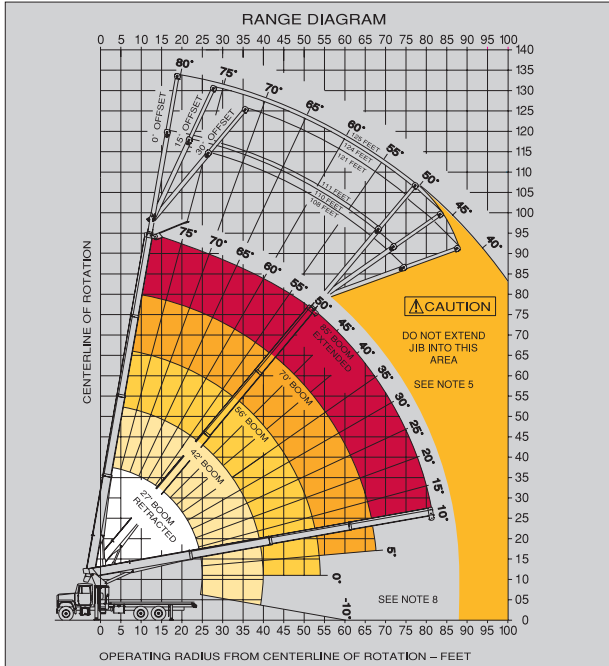 RANGE DIAGRAM
0 5 10 15 20 25 30 35 40 45 50 55 60 65 70 75 80 85 90 95 100
140
135
130
125
120
115
110
105
100
95
90
85
80
75
70
65
60
55
50
45
40
35
30
25
20
15
10
05
0
CENTERLINE OF ROTATION
80°
75°
70°
65°
60°
55°
50°
45°
40°
0° OFFSET
15° OFFSET
30° OFFSET
125 FEET
124 FEET
121 FEET
111 FEET
110 FEET
108 FEET
75°
70°
65°
60°
55°
50°
45°
40°
35°
30°
25°
20°
15°
10°
5°
0°
-10°
85' BOOM
EXTENDED
70' BOOM
56' BOOM
42' BOOM
27' BOOM
RETRACTED
CAUTION
DO NOT EXTEND
JIB INTO THIS
AREA
SEE NOTE 5
SEE NOTE 8
0 5 10 15 20 25 30 35 40 45 50 55 60 65 70 75 80 85 90 95 100
OPERATING RADIUS FROM CENTERLINE OF ROTATION – FEET